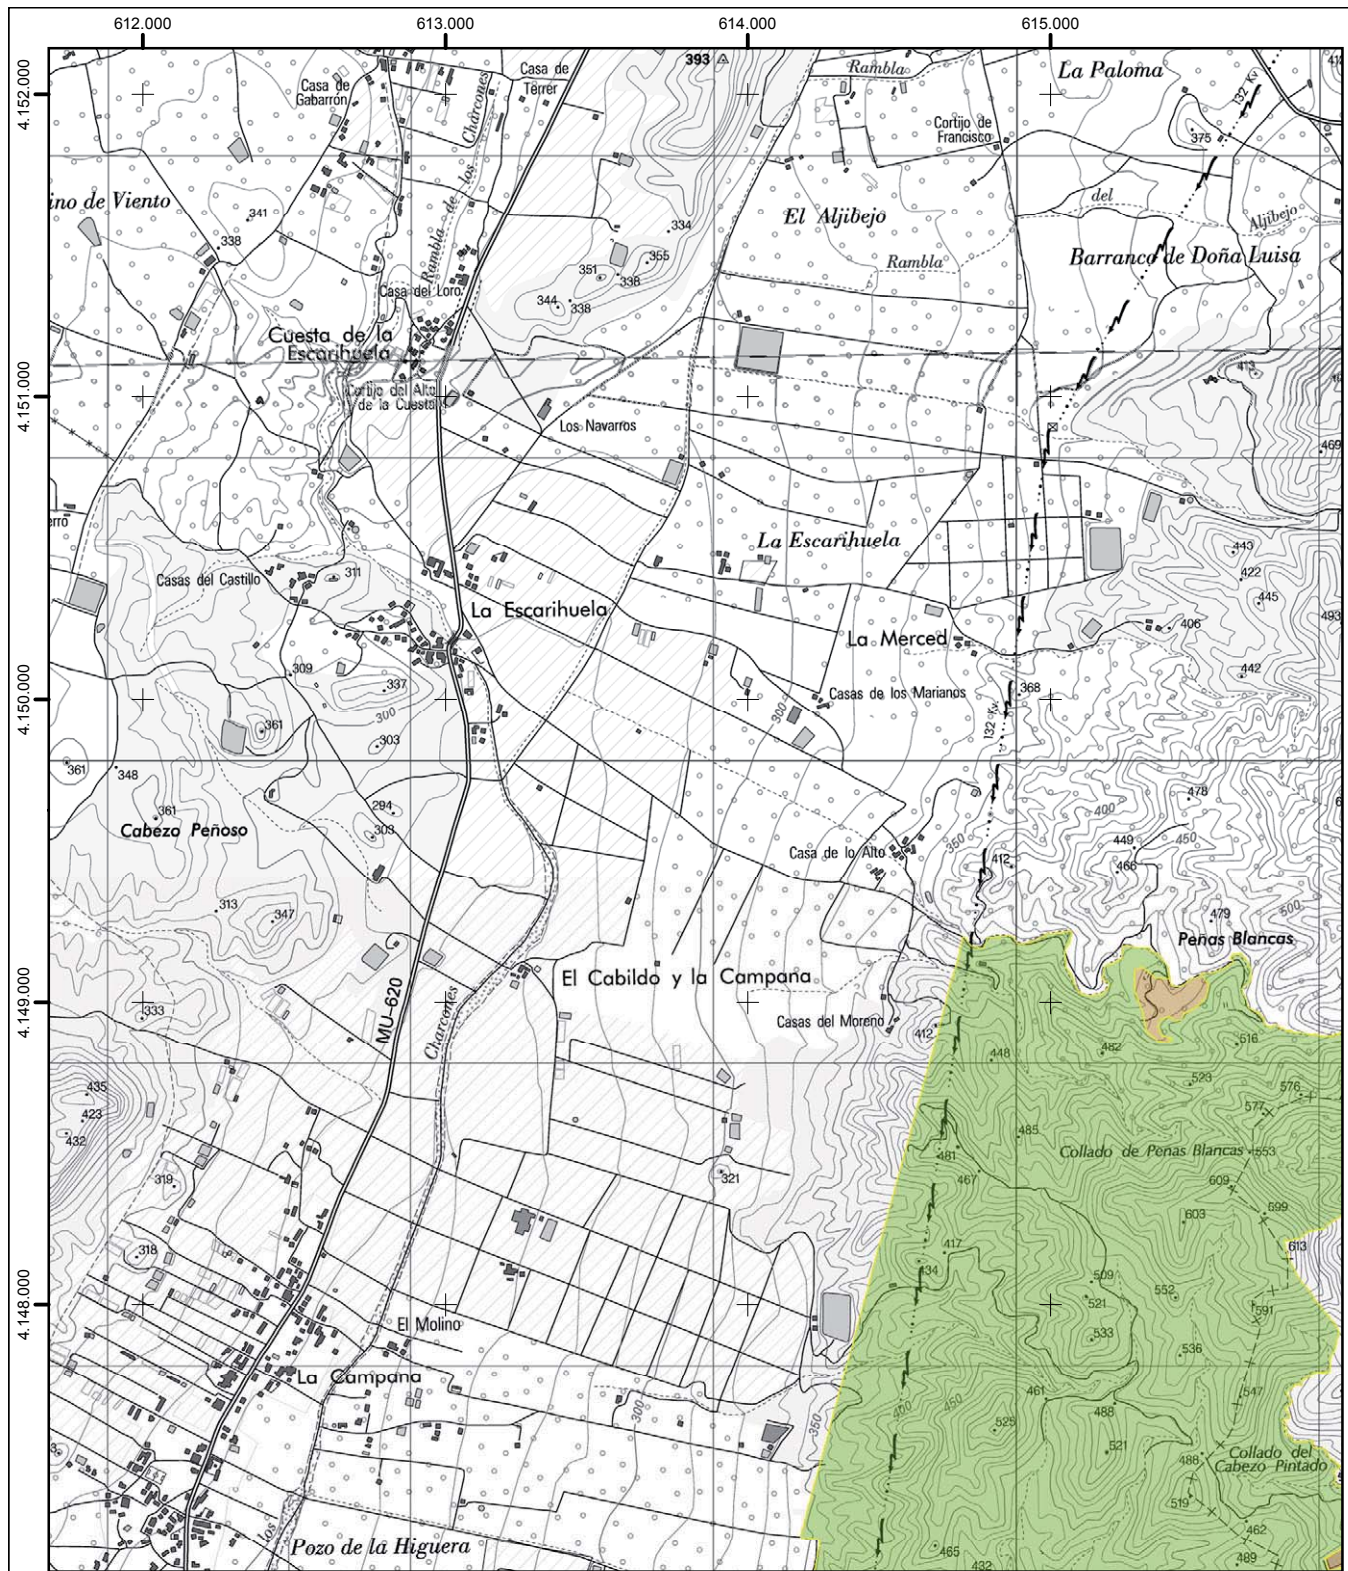 612.000
613.000
614.000
615.000
4.152.000
4.151.000
4.150.000
4.149.000
4.148.000
393
Casa de
Terrer
Casa de
Gabarrón
Charcones
Rambla de los
Rambla
La Paloma
132 Kv
Cortijo de
Francisco
375
ino de Viento
341
338
334
355
351
338
344
338
El Aljibejo
del
Aljibejo
Rambla
Barranco de Doña Luisa
Casa del Loro
Cuesta de la
Escarihuela
Cortijo del Alto
de la Cuesta
Los Navarros
413
469
erro
La Escarihuela
443
422
445
493
406
442
Casas del Castillo
311
La Escarihuela
La Merced
309
337
300
303
Casas de los Marianos
300
368
132 Kv.
361
361
348
361
Cabezo Peñoso
294
303
478
400
449
450
466
412
350
Casa de lo Alto
313
347
479
500
Peñas Blancas
El Cabildo y la Campana
MU-620
Charcones
Casas del Moreno
412
333
448
482
516
523
576
577
435
423
432
485
481
467
Collado de Penas Blancas
553
609
599
603
613
319
321
318
417
434
509
521
552
591
533
536
El Molino
La Campana
300
350
450
450
461
547
488
525
521
486
Collado del
Cabezo Pintado
519
462
465
432
489
los
Pozo de la Higuera